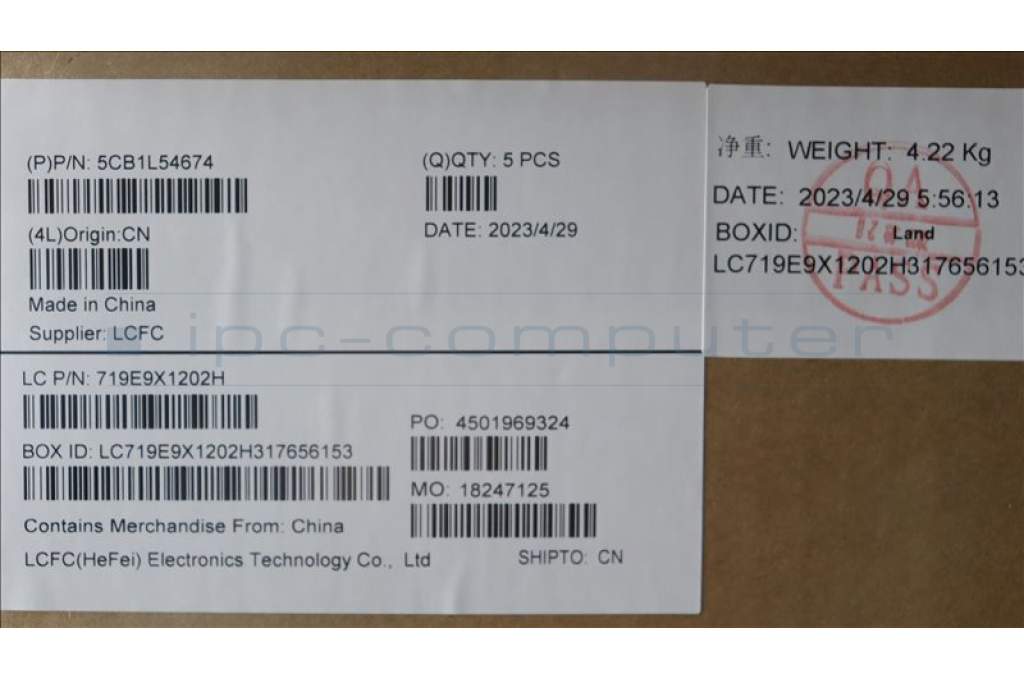 (P)P/N: 5CB1L54674
(Q)QTY: 5 PCS
(4L)Origin:CN
DATE: 2023/4/29
Made in China
Supplier: LCFC
LC P/N: 719E9X1202H
PO: 4501969324
BOX ID: LC719E9X1202H317656153
MO: 18247125
Contains Merchandise From: China
LCFC(HeFei) Electronics Technology Co., Ltd
SHIPTO: CN
净重: WEIGHT: 4.22 Kg
DATE: 2023/4/29 5:56:13
BOXID: Land
LC719E9X1202H317656153
PASS
ipc-computer